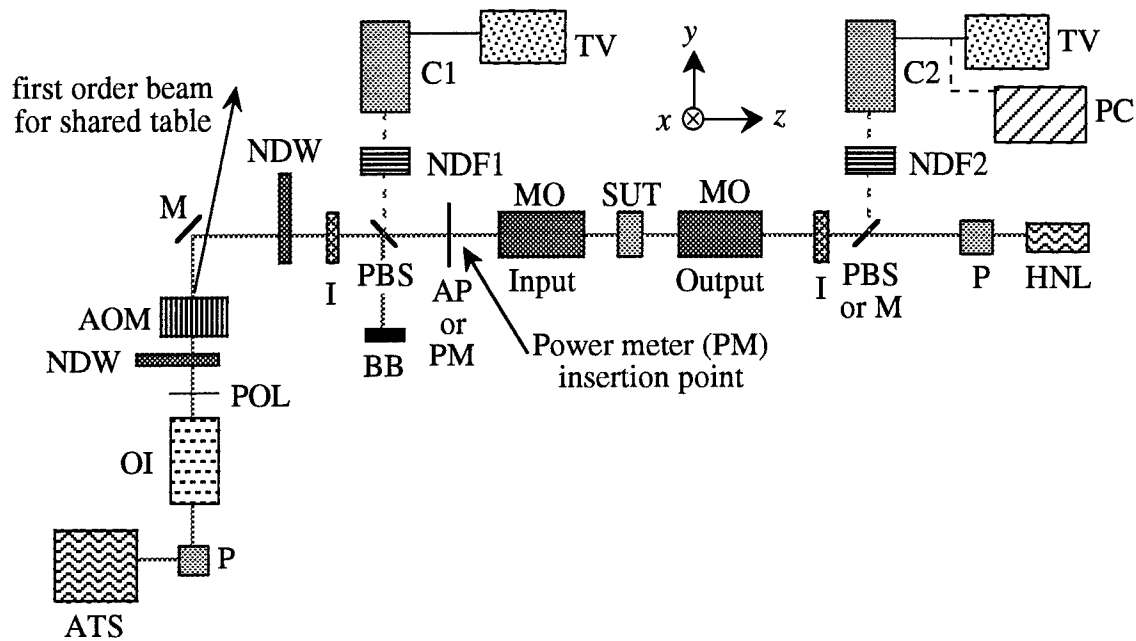 TV
TV
C1
C2
y
x
z
PC
first order beam
for shared table
NDW
NDF1
NDF2
M
MO
SUT
MO
I
PBS
AP
or
PM
Input
Output
I
PBS
or M
P
HNL
AOM
BB
Power meter (PM)
insertion point
NDW
POL
OI
P
ATS